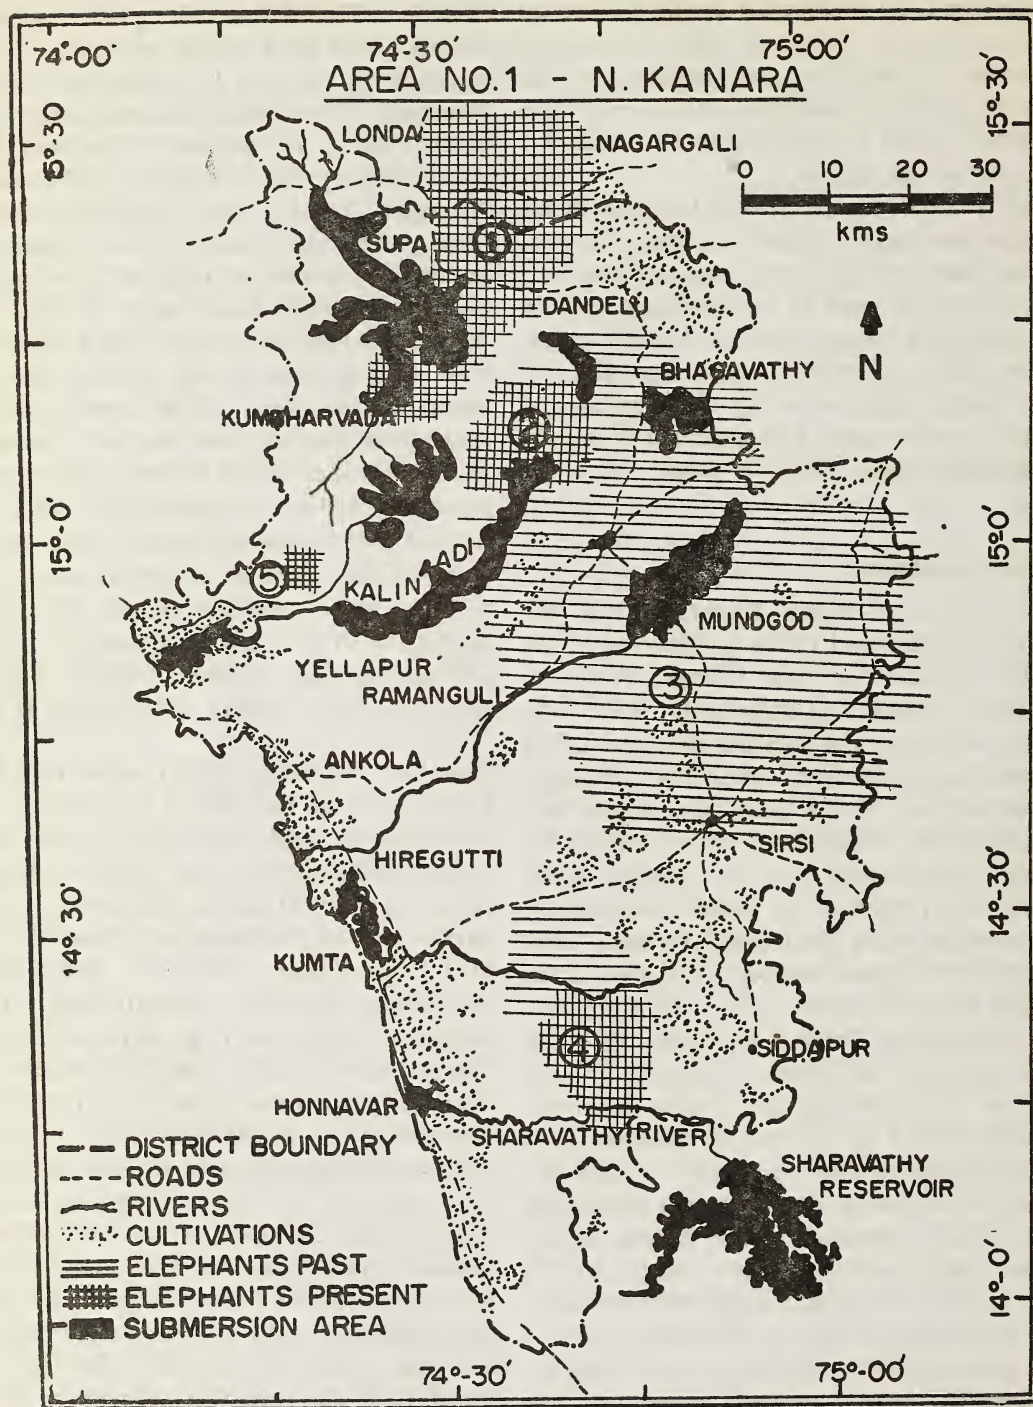 74°-00'
74°-30'
75°-00'
AREA NO.1 - N. KANARA
15°-30'
15°-30'
LONDA
NAGARGALI
0 10 20 30
kms
SUPA
1
DANDELU
N
BHAGAVATHY
KUMBHARVADA
2
15°-0'
15°-0'
5
KALINADI
MUNDGOD
YELLAPUR
RAMANGULI
3
ANKOLA
SIRSI
HIREGUTTI
14°-30'
14°-30'
KUMTA
4
SIDDAPUR
HONNAVAR
SHARAVATHY RIVER
DISTRICT BOUNDARY
ROADS
RIVERS
CULTIVATIONS
ELEPHANTS PAST
ELEPHANTS PRESENT
SUBMERSION AREA
SHARAVATHY
RESERVOIR
14°-0'
74°-30'
75°-00'